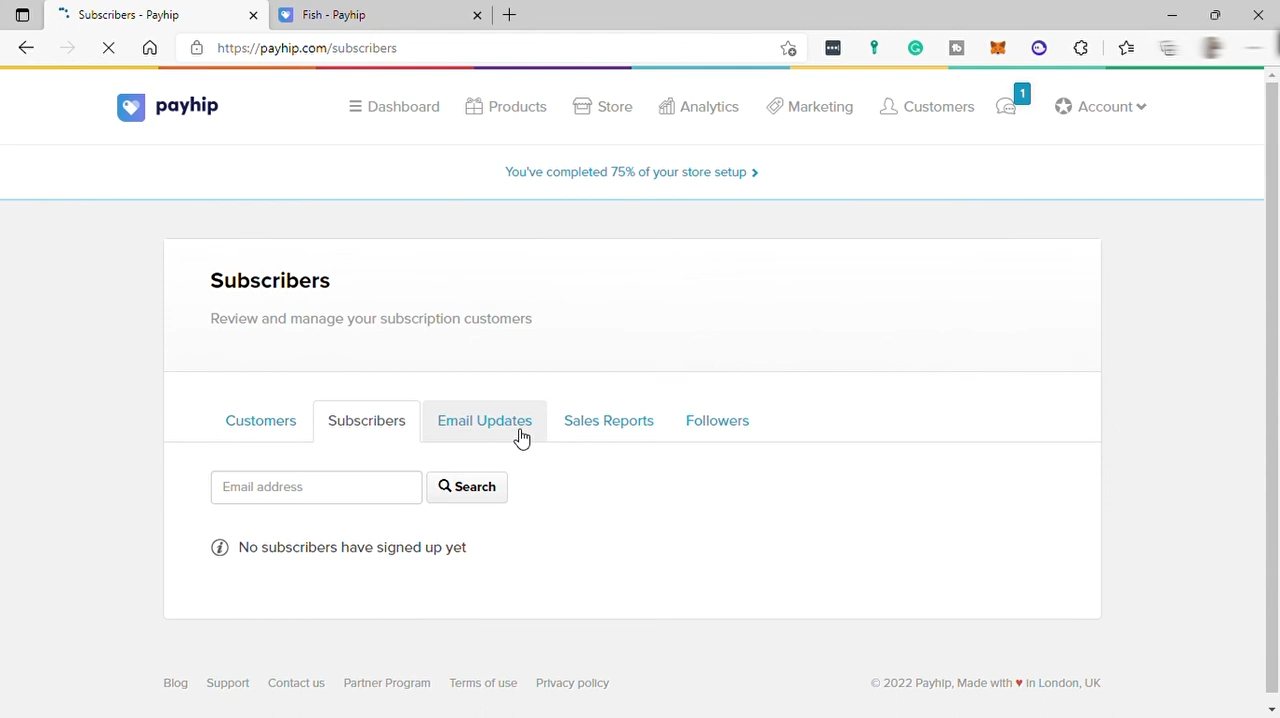 Subscribers - Payhip
Fish - Payhip
https://payhip.com/subscribers
payhip
Dashboard
Products
Store
Analytics
Marketing
Customers
1
Account
You've completed 75% of your store setup
Subscribers
Review and manage your subscription customers
Customers
Subscribers
Email Updates
Sales Reports
Followers
Email address
Search
No subscribers have signed up yet
Blog
Support
Contact us
Partner Program
Terms of use
Privacy policy
© 2022 Payhip, Made with ♥ in London, UK